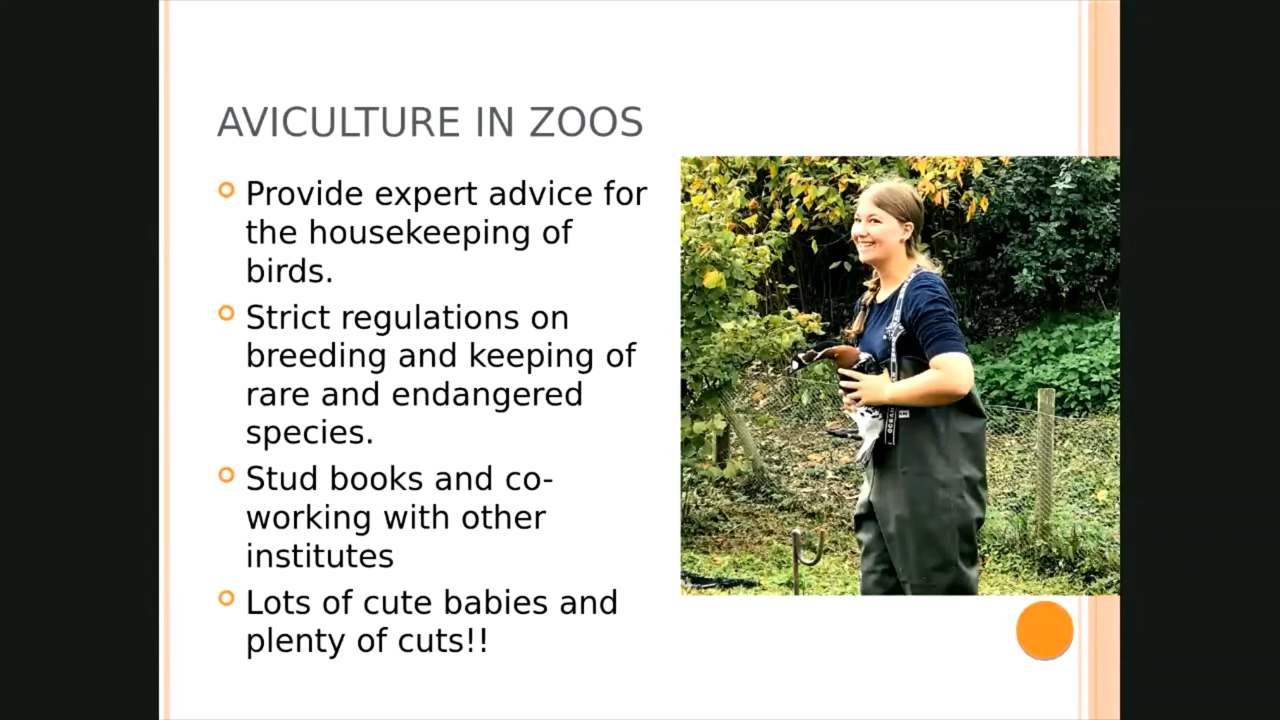 AVICULTURE IN ZOOS
Provide expert advice for
the housekeeping of
birds.
Strict regulations on
breeding and keeping of
rare and endangered
species.
Stud books and co-
working with other
institutes
Lots of cute babies and
plenty of cuts!!